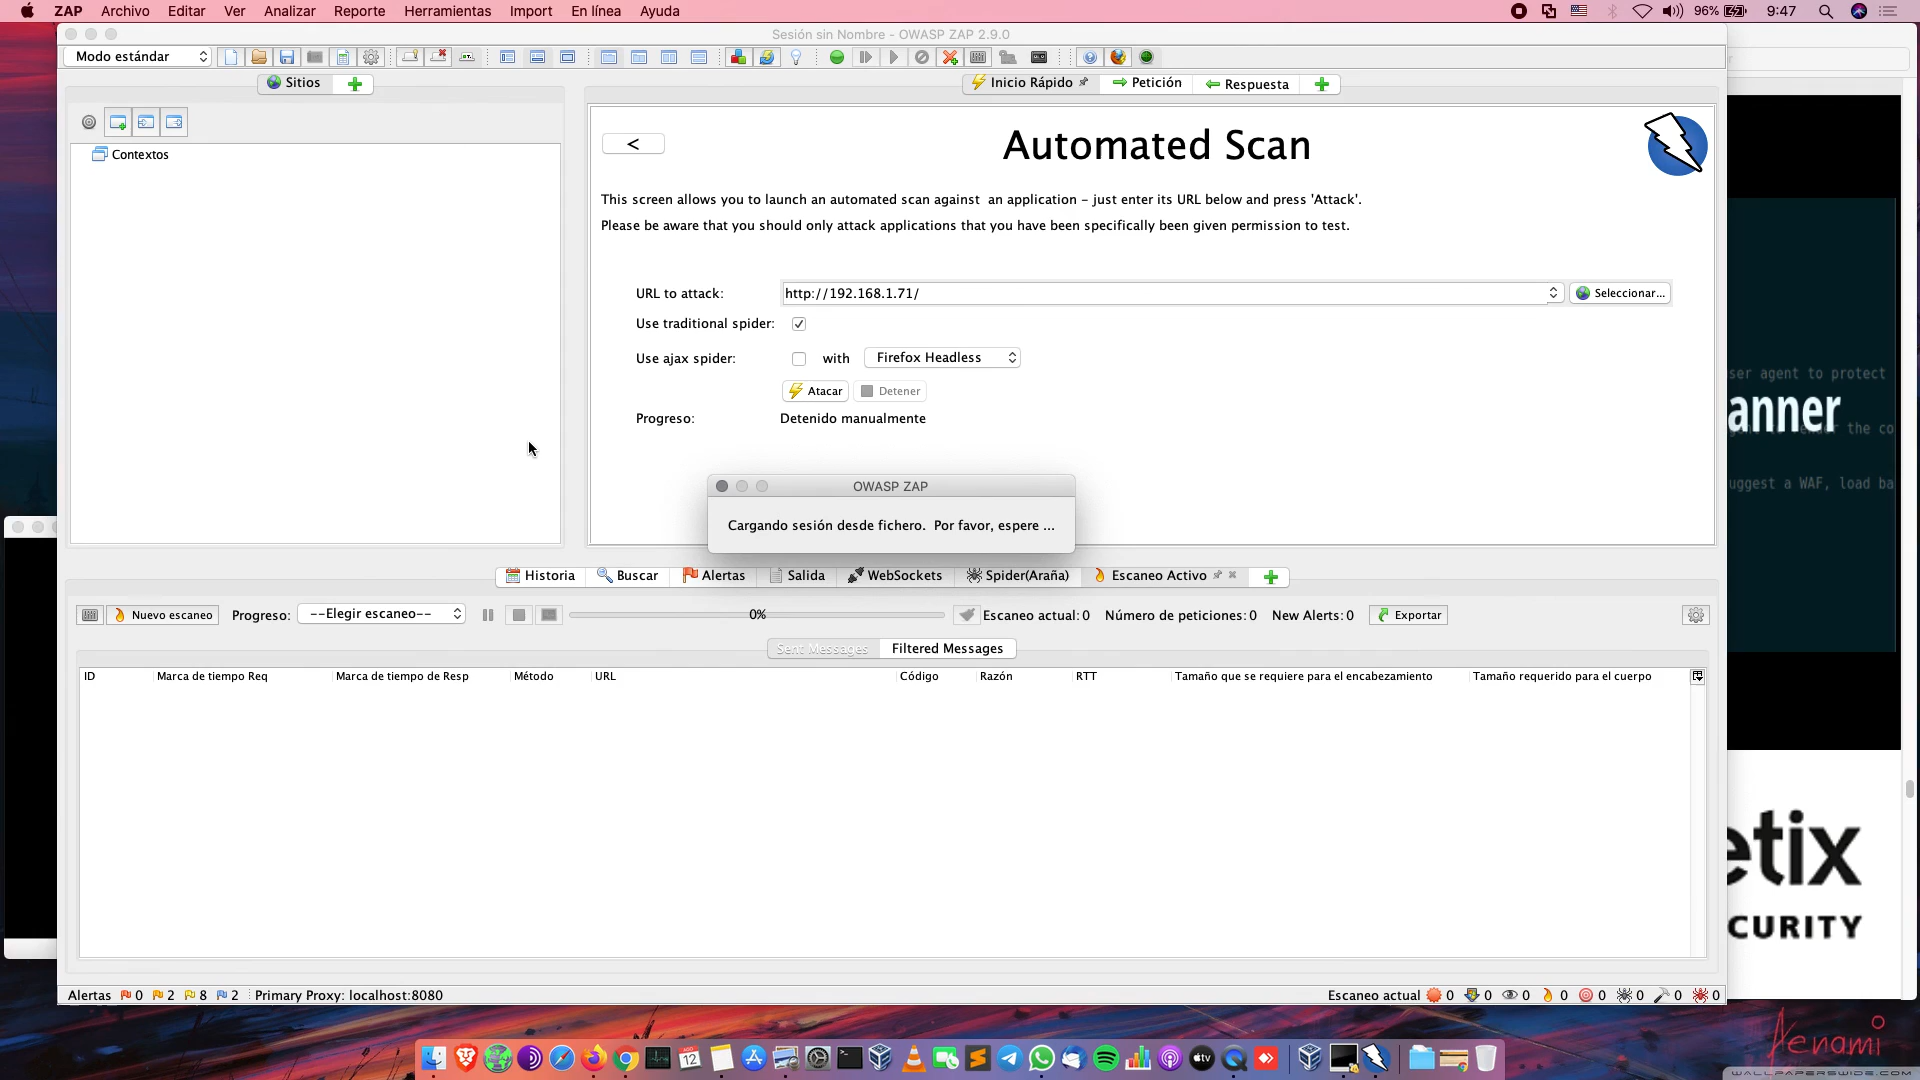 ZAP Archivo Editar Ver Analizar Reporte Herramientas Import En línea Ayuda 96% 9:47
Sesión sin Nombre - OWASP ZAP 2.9.0
Modo estándar
Sitios
Inicio Rápido Petición Respuesta
Contextos
<
Automated Scan
This screen allows you to launch an automated scan against an application – just enter its URL below and press 'Attack'.
Please be aware that you should only attack applications that you have been specifically been given permission to test.
URL to attack: http://192.168.1.71/ Seleccionar...
Use traditional spider:
Use ajax spider: with Firefox Headless
Atacar Detener
Progreso: Detenido manualmente
OWASP ZAP
Cargando sesión desde fichero. Por favor, espere ...
ser agent to protect
anner
the co
uggest a WAF, load ba
Historia Buscar Alertas Salida WebSockets Spider(Araña) Escaneo Activo
Nuevo escaneo Progreso: --Elegir escaneo-- 0% Escaneo actual: 0 Número de peticiones: 0 New Alerts: 0 Exportar
Sent Messages Filtered Messages
ID Marca de tiempo Req Marca de tiempo de Resp Método URL Código Razón RTT Tamaño que se requiere para el encabezamiento Tamaño requerido para el cuerpo
etix
CURITY
Alertas 0 2 8 2 Primary Proxy: localhost:8080 Escaneo actual 0 0 0 0 0 0 0 0
AGO
12
tv
Aenami
WALLPAPERSWIDE.COM